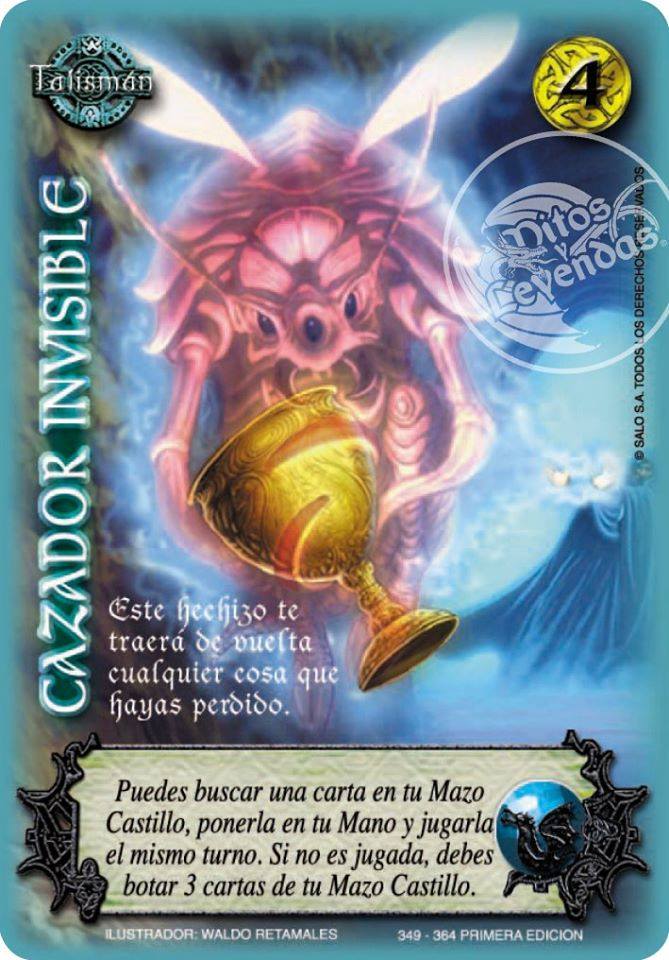 Talismán
4
CAZADOR INVISIBLE
Mitos
y
Leyendas
© SALO S.A. TODOS LOS DERECHOS RESERVADOS
Este hechizo te
traerá de vuelta
cualquier cosa que
hayas perdido.
Puedes buscar una carta en tu Mazo
Castillo, ponerla en tu Mano y jugarla
el mismo turno. Si no es jugada, debes
botar 3 cartas de tu Mazo Castillo.
ILUSTRADOR: WALDO RETAMALES 349 - 364 PRIMERA EDICION